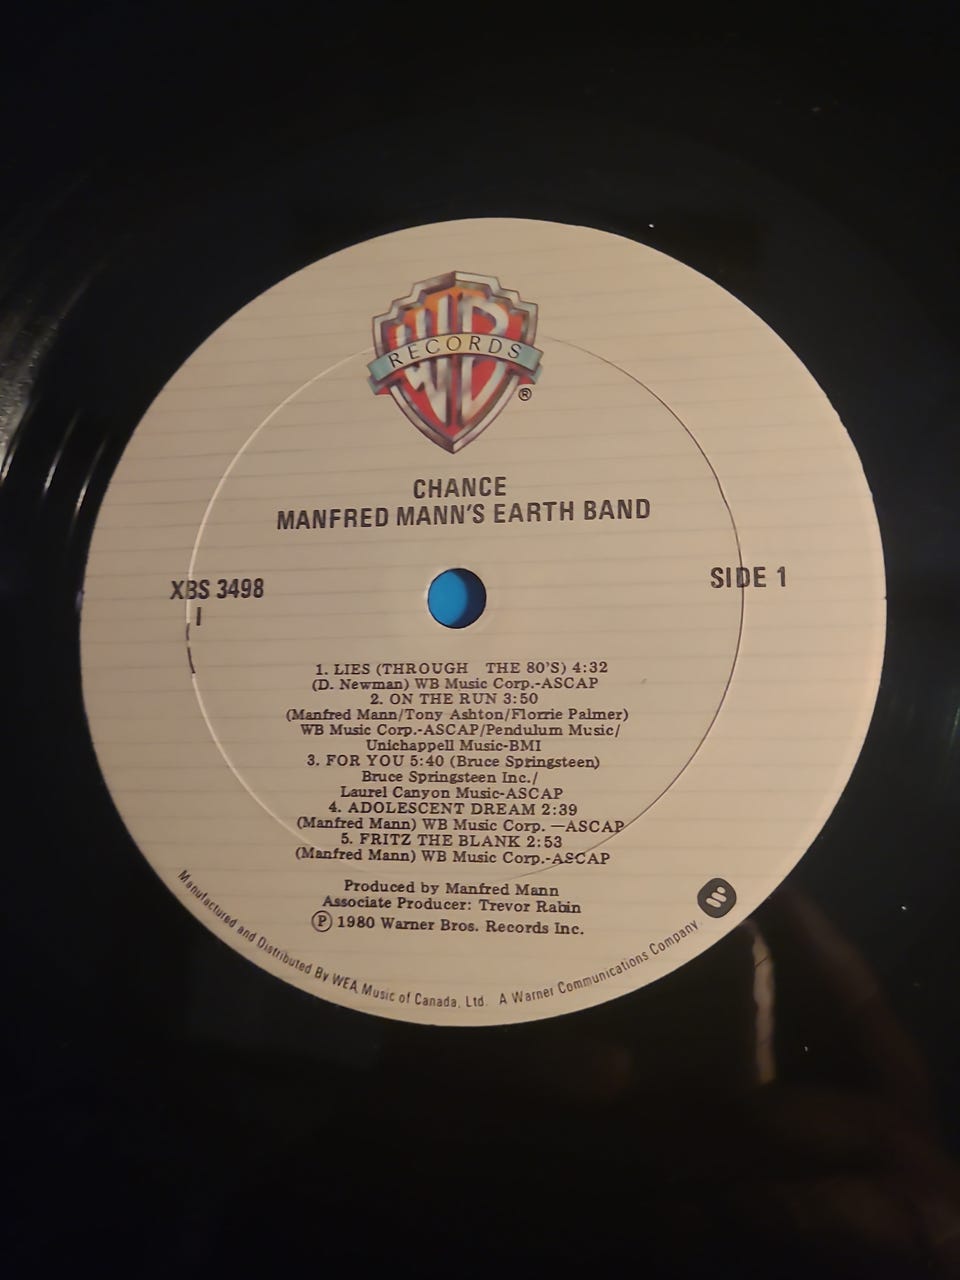 WB
RECORDS
®
CHANCE
MANFRED MANN'S EARTH BAND
XBS 3498
SIDE 1
1. LIES (THROUGH THE 80'S) 4:32
(D. Newman) WB Music Corp.-ASCAP
2. ON THE RUN 3:50
(Manfred Mann/Tony Ashton/Florrie Palmer)
WB Music Corp.-ASCAP/Pendulum Music/
Unichappell Music-BMI
3. FOR YOU 5:40 (Bruce Springsteen)
Bruce Springsteen Inc./
Laurel Canyon Music-ASCAP
4. ADOLESCENT DREAM 2:39
(Manfred Mann) WB Music Corp. —ASCAP
5. FRITZ THE BLANK 2:53
(Manfred Mann) WB Music Corp.-ASCAP
Produced by Manfred Mann
Associate Producer: Trevor Rabin
℗ 1980 Warner Bros. Records Inc.
Manufactured and Distributed By WEA Music of Canada, Ltd. A Warner Communications Company